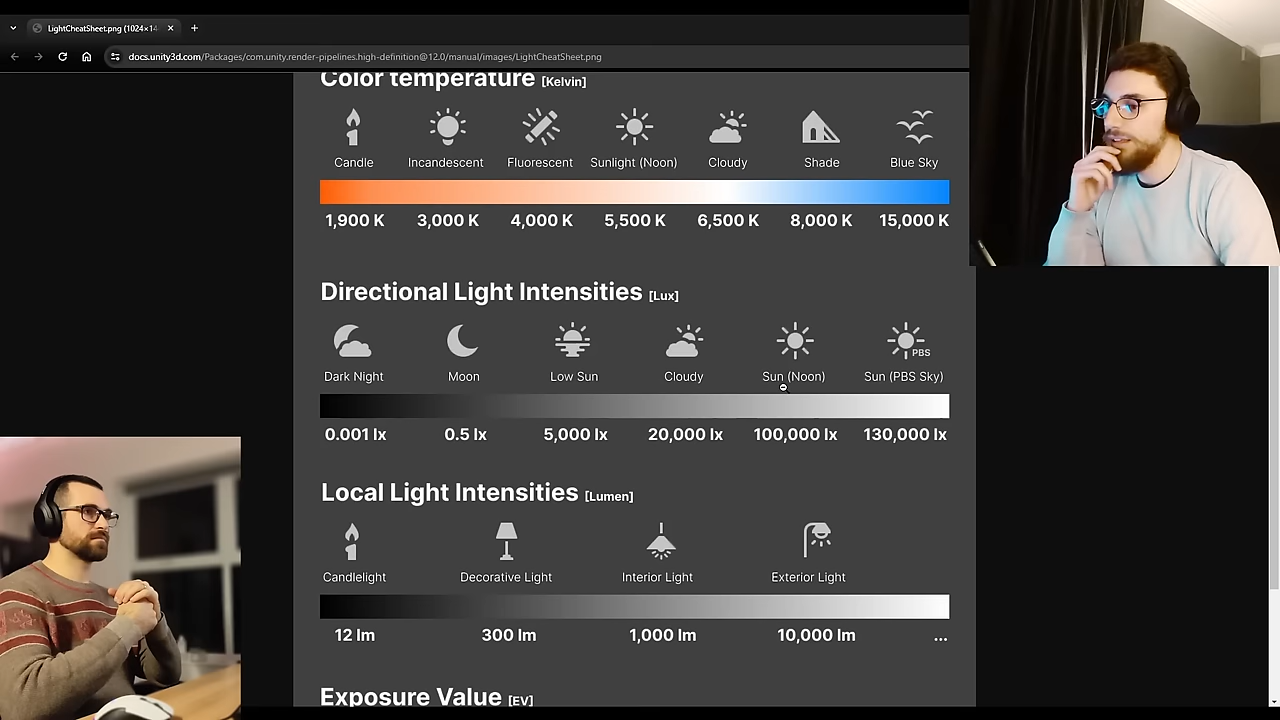 LightCheatSheet.png (1024×14
docs.unity3d.com/Packages/com.unity.render-pipelines.high-definition@12.0/manual/images/LightCheatSheet.png
Color temperature [Kelvin]
Candle Incandescent Fluorescent Sunlight (Noon) Cloudy Shade Blue Sky
1,900 K 3,000 K 4,000 K 5,500 K 6,500 K 8,000 K 15,000 K
Directional Light Intensities [Lux]
PBS
Dark Night Moon Low Sun Cloudy Sun (Noon) Sun (PBS Sky)
0.001 lx 0.5 lx 5,000 lx 20,000 lx 100,000 lx 130,000 lx
Local Light Intensities [Lumen]
Candlelight Decorative Light Interior Light Exterior Light
12 lm 300 lm 1,000 lm 10,000 lm ...
Exposure Value [EV]